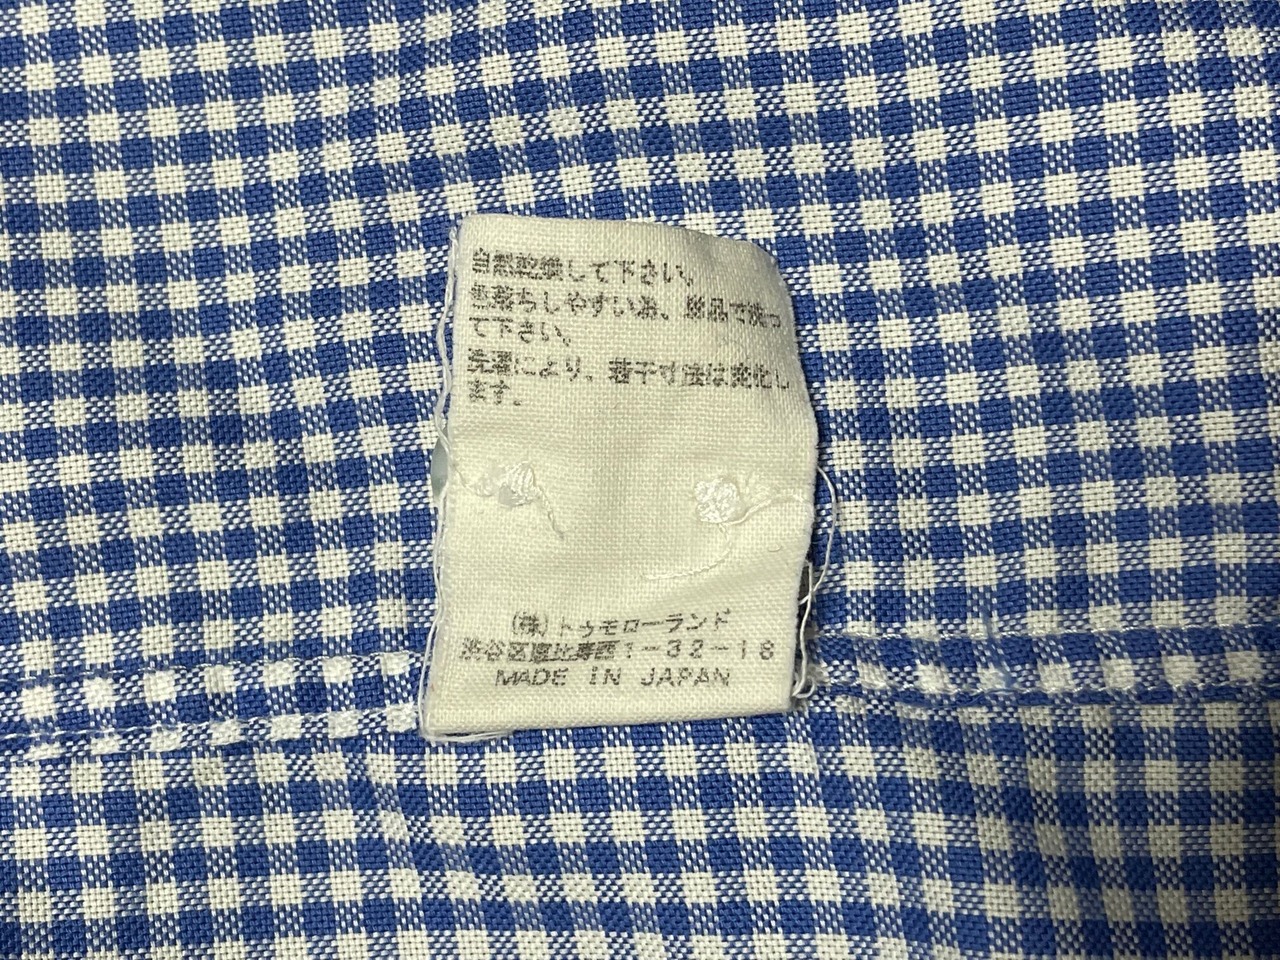 自然乾燥して下さい。
色落ちしやすい為、単品で洗っ
て下さい。
洗濯により、若干寸法は変化し
ます。
(株)トゥモローランド
渋谷区恵比寿西1-32-18
MADE IN JAPAN